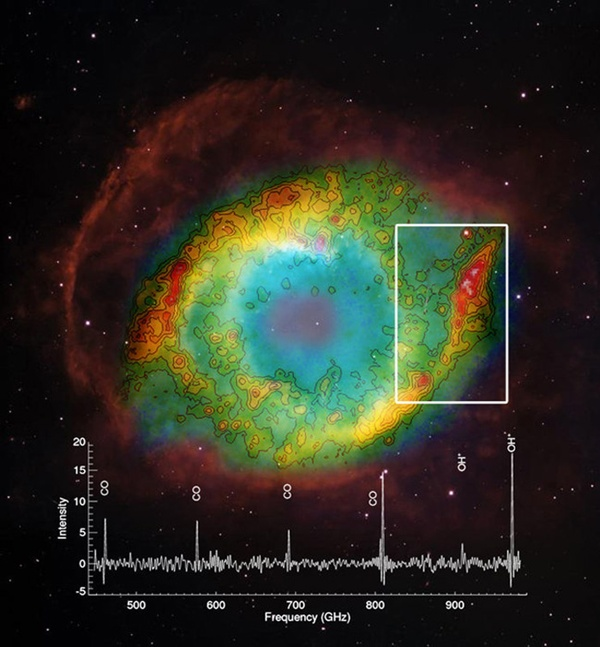 OH⁺
20
OH⁺
CO
CO
CO
CO
15
10
5
0
-5
Intensity
500
600
700
800
900
Frequency (GHz)